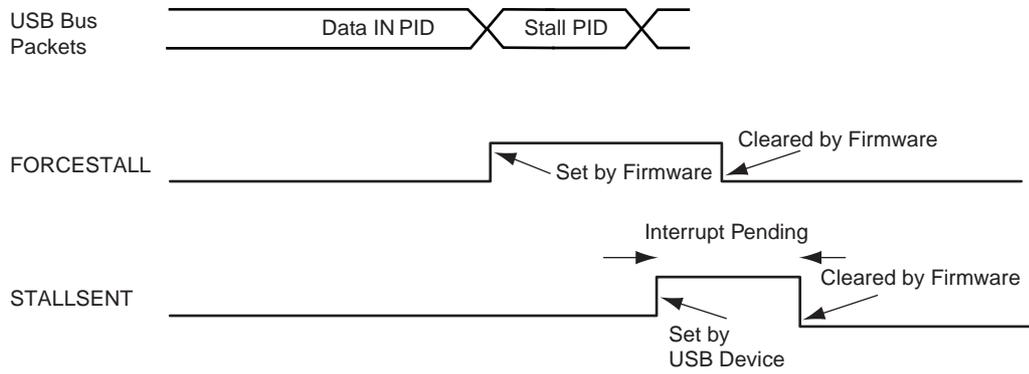 USB Bus
Packets
Data IN PID
Stall PID
FORCESTALL
Set by Firmware
Cleared by Firmware
Interrupt Pending
STALLSENT
Cleared by Firmware
Set by
USB Device